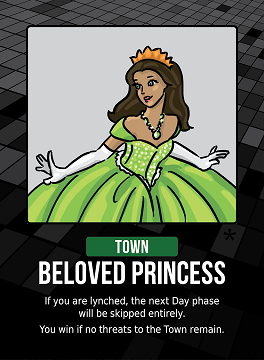 *
TOWN
BELOVED PRINCESS
If you are lynched, the next Day phase
will be skipped entirely.
You win if no threats to the Town remain.